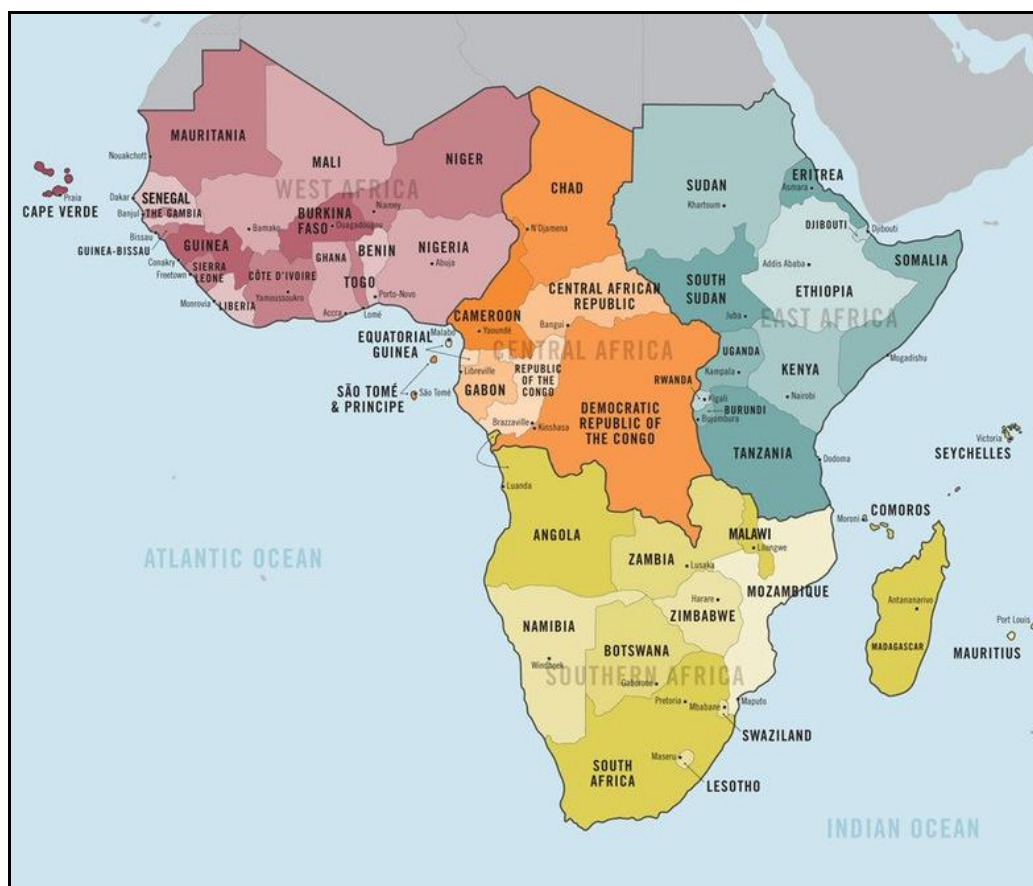 MAURITANIA
Nouakchott
MALI
NIGER
WEST AFRICA
CHAD
SUDAN
Khartoum
ERITREA
Asmara
Praia
CAPE VERDE
Dakar
SENEGAL
Banjul
THE GAMBIA
Bissau
GUINEA-BISSAU
Bamako
BURKINA
FASO
Ouagadougou
Niamey
N'Djamena
DJIBOUTI
Djibouti
GUINEA
Conakry
Freetown
SIERRA
LEONE
Monrovia
LIBERIA
CÔTE D'IVOIRE
Yamoussoukro
GHANA
Accra
TOGO
Lomé
BENIN
Porto-Novo
NIGERIA
Abuja
SOMALIA
Addis Ababa
ETHIOPIA
EAST AFRICA
SOUTH
SUDAN
Juba
CENTRAL AFRICAN
REPUBLIC
Bangui
CAMEROON
Yaoundé
CENTRAL AFRICA
Malabo
EQUATORIAL
GUINEA
Libreville
GABON
REPUBLIC
OF THE
CONGO
SÃO TOMÉ
& PRINCIPE
São Tomé
Brazzaville
Kinshasa
DEMOCRATIC
REPUBLIC OF
THE CONGO
UGANDA
Kampala
KENYA
Nairobi
Mogadishu
RWANDA
Kigali
BURUNDI
Bujumbura
TANZANIA
Dodoma
Victoria
SEYCHELLES
Luanda
ANGOLA
Moroni
COMOROS
MALAWI
Lilongwe
ZAMBIA
Lusaka
ATLANTIC OCEAN
MOZAMBIQUE
Harare
ZIMBABWE
Antananarivo
MADAGASCAR
Port Louis
MAURITIUS
NAMIBIA
Windhoek
BOTSWANA
Gaborone
SOUTHERN AFRICA
Pretoria
Mbabane
Maputo
SWAZILAND
Maseru
LESOTHO
SOUTH
AFRICA
INDIAN OCEAN